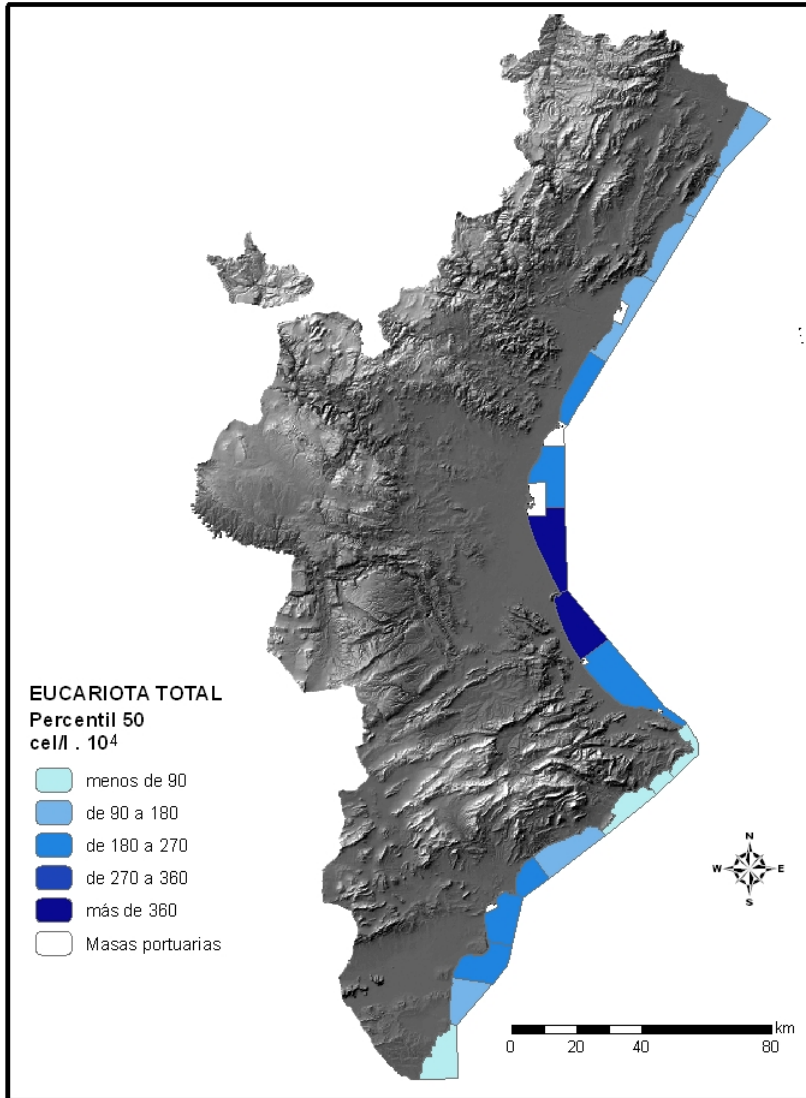 EUCARIOTA TOTAL
Percentil 50
cel/l . 10⁴
menos de 90
de 90 a 180
de 180 a 270
de 270 a 360
más de 360
Masas portuarias
N
W E
S
km
0 20 40 80